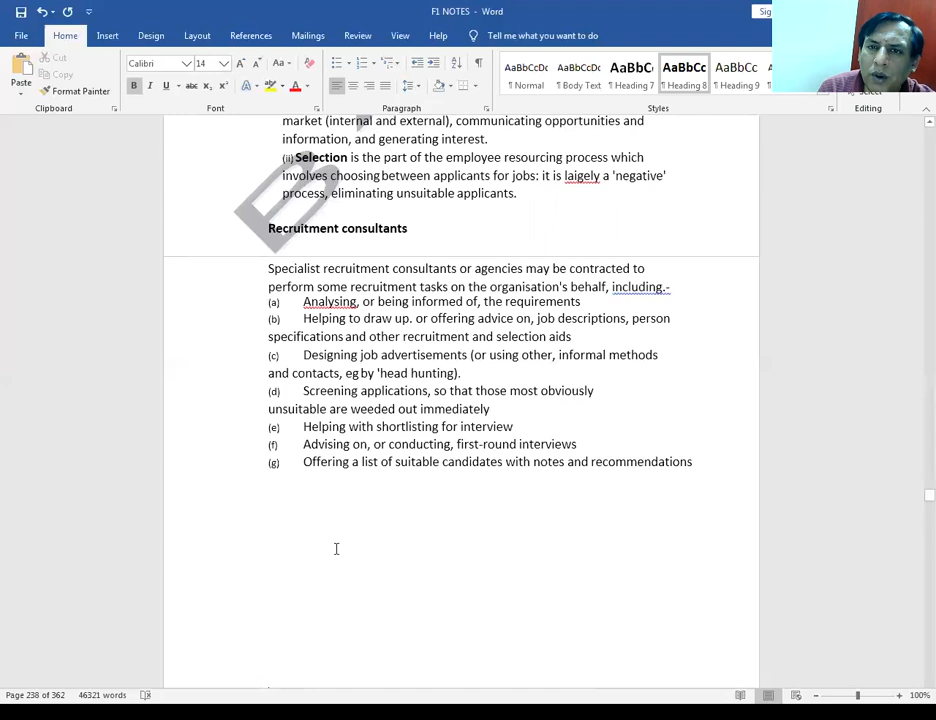 F1 NOTES - Word
Sig
File Home Insert Design Layout References Mailings Review View Help Tell me what you want to do
Cut
Copy
Paste
Format Painter
Calibri 14
AaBbCcDc AaBbCcDc AaBbC AaBbCc AaBbCc
¶ Normal ¶ Body Text ¶ Heading 7 ¶ Heading 8 ¶ Heading 9
Clipboard Font Paragraph Styles Editing
market (internal and external), communicating opportunities and
information, and generating interest.
(ii) Selection is the part of the employee resourcing process which
involves choosing between applicants for jobs: it is laigely a 'negative'
process, eliminating unsuitable applicants.
Recruitment consultants
Specialist recruitment consultants or agencies may be contracted to
perform some recruitment tasks on the organisation's behalf, including.-
(a) Analysing, or being informed of, the requirements
(b) Helping to draw up. or offering advice on, job descriptions, person
specifications and other recruitment and selection aids
(c) Designing job advertisements (or using other, informal methods
and contacts, eg by 'head hunting).
(d) Screening applications, so that those most obviously
unsuitable are weeded out immediately
(e) Helping with shortlisting for interview
(f) Advising on, or conducting, first-round interviews
(g) Offering a list of suitable candidates with notes and recommendations
Page 238 of 362 46321 words 100%